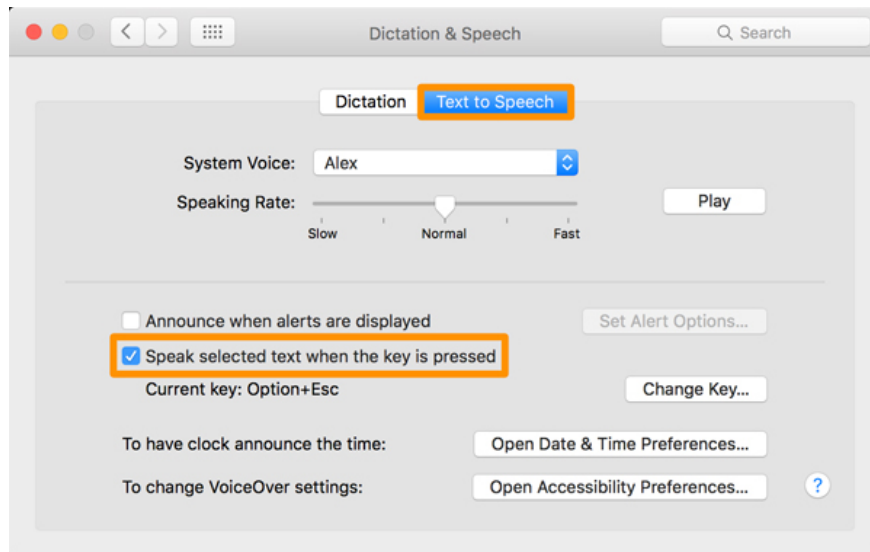 Dictation & Speech
Search
Dictation Text to Speech
System Voice: Alex
Speaking Rate:
Play
Slow Normal Fast
Announce when alerts are displayed
Set Alert Options...
Speak selected text when the key is pressed
Current key: Option+Esc
Change Key...
To have clock announce the time:
Open Date & Time Preferences...
To change VoiceOver settings:
Open Accessibility Preferences...
?